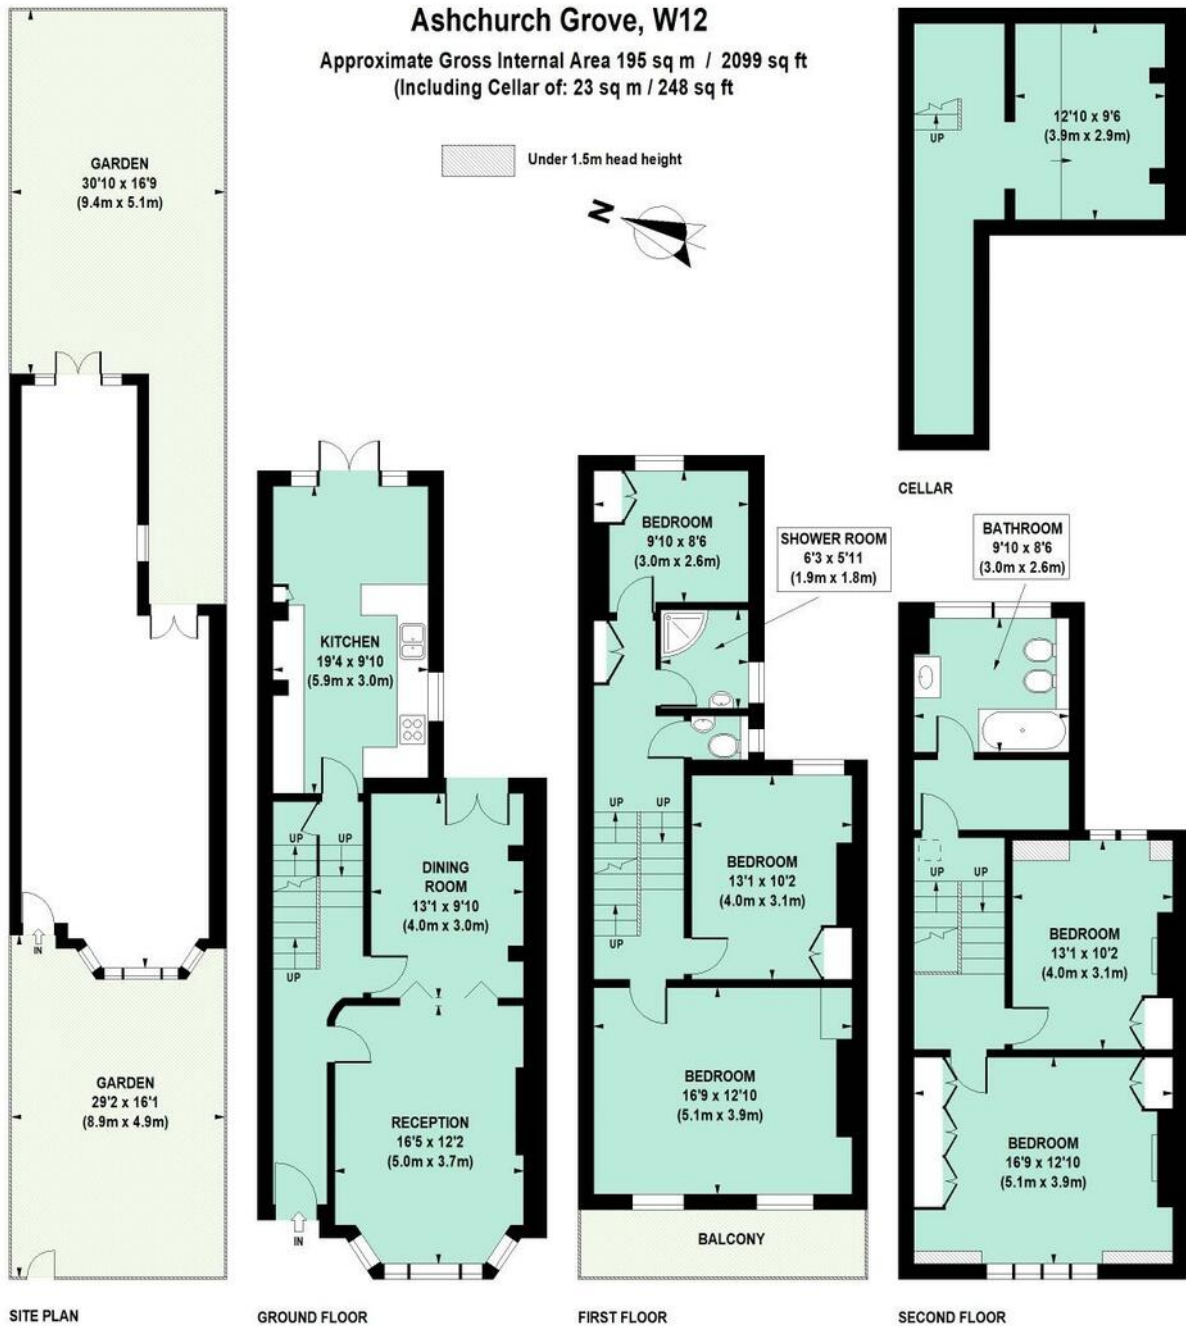 Ashchurch Grove, W12
Approximate Gross Internal Area 195 sq m / 2099 sq ft
(Including Cellar of: 23 sq m / 248 sq ft
Under 1.5m head height
N
GARDEN
30'10 x 16'9
(9.4m x 5.1m)
IN
GARDEN
29'2 x 16'1
(8.9m x 4.9m)
SITE PLAN
KITCHEN
19'4 x 9'10
(5.9m x 3.0m)
UP
UP
UP
DINING
ROOM
13'1 x 9'10
(4.0m x 3.0m)
RECEPTION
16'5 x 12'2
(5.0m x 3.7m)
IN
GROUND FLOOR
BEDROOM
9'10 x 8'6
(3.0m x 2.6m)
SHOWER ROOM
6'3 x 5'11
(1.9m x 1.8m)
UP
UP
UP
BEDROOM
13'1 x 10'2
(4.0m x 3.1m)
BEDROOM
16'9 x 12'10
(5.1m x 3.9m)
BALCONY
FIRST FLOOR
UP
12'10 x 9'6
(3.9m x 2.9m)
CELLAR
BATHROOM
9'10 x 8'6
(3.0m x 2.6m)
UP
UP
BEDROOM
13'1 x 10'2
(4.0m x 3.1m)
BEDROOM
16'9 x 12'10
(5.1m x 3.9m)
SECOND FLOOR